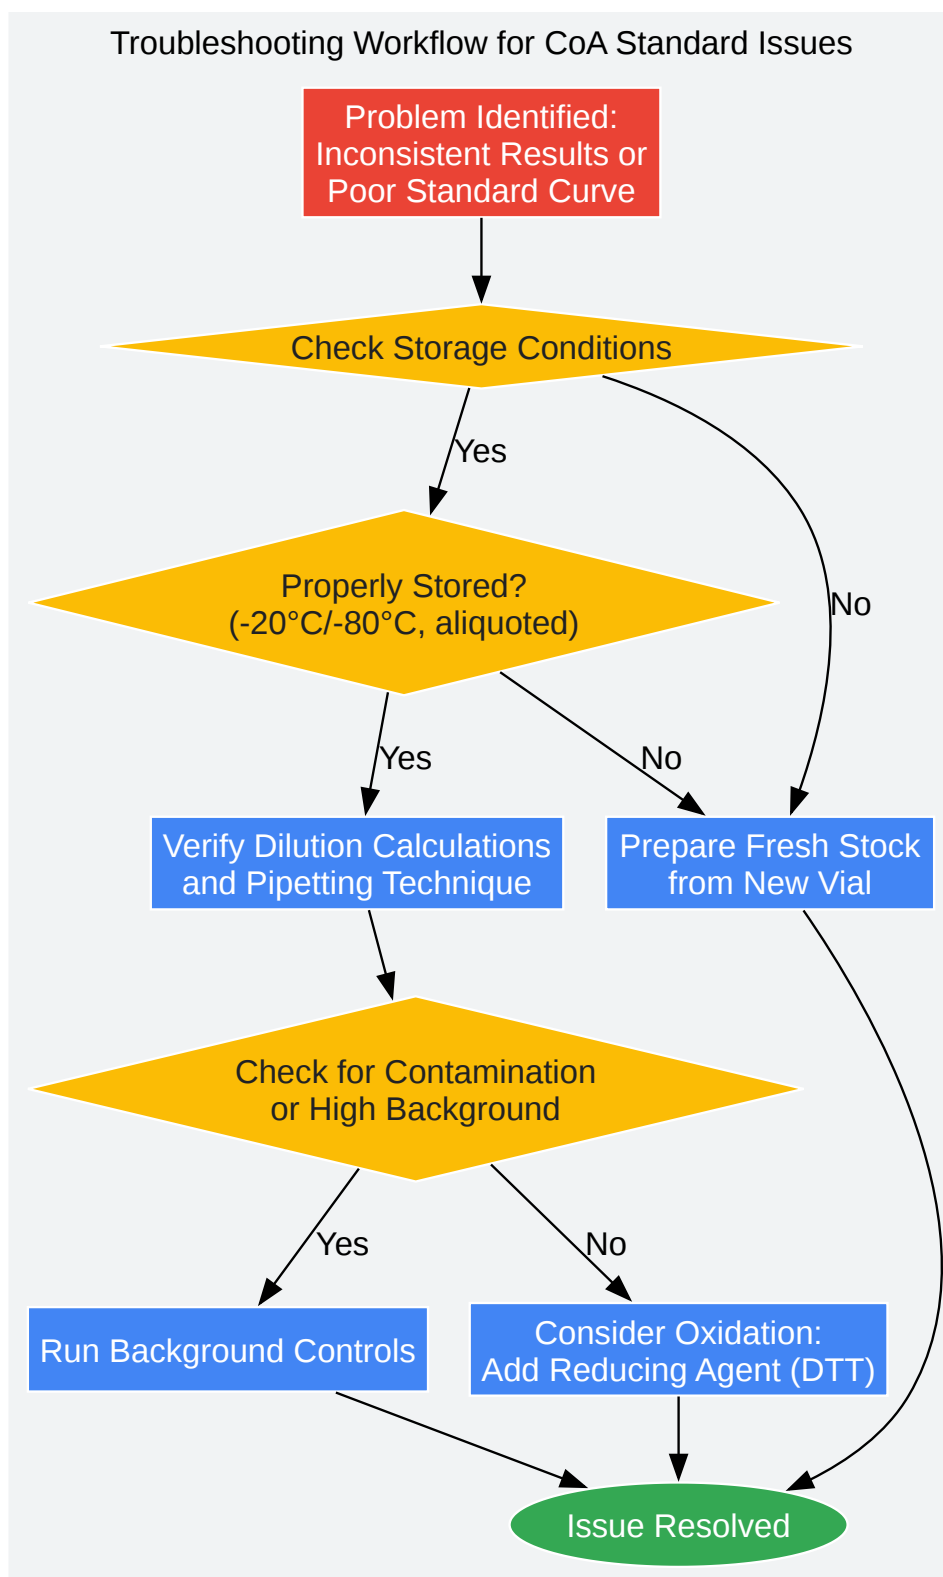 Troubleshooting Workflow for CoA Standard Issues
Problem Identified:
Inconsistent Results or
Poor Standard Curve
Check Storage Conditions
Yes
No
Properly Stored?
(-20°C/-80°C, aliquoted)
Yes
No
Verify Dilution Calculations
and Pipetting Technique
Prepare Fresh Stock
from New Vial
Check for Contamination
or High Background
Yes
No
Run Background Controls
Consider Oxidation:
Add Reducing Agent (DTT)
Issue Resolved